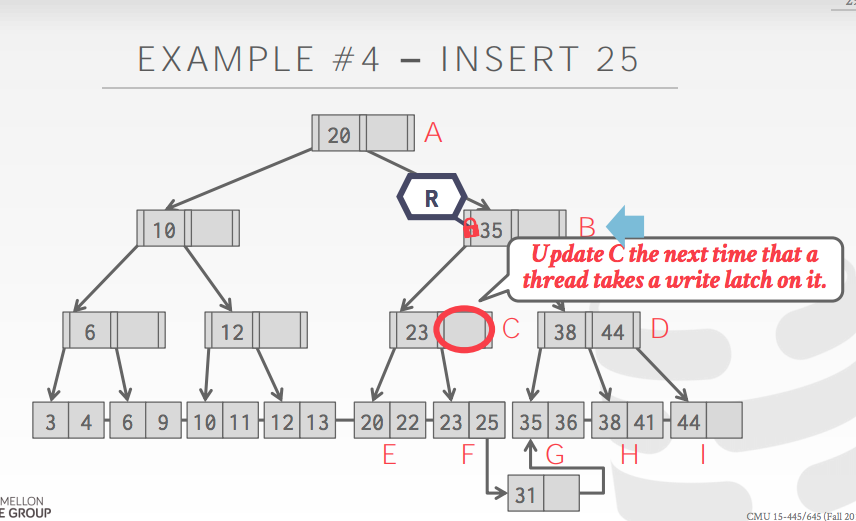 EXAMPLE #4 – INSERT 25
20 A
R
10 35 B
Update C the next time that a
thread takes a write latch on it.
6 12 23 C 38 44 D
3 4 6 9 10 11 12 13 20 22 23 25 35 36 38 41 44
E F G H I
31
MELLON
E GROUP
CMU 15-445/645 (Fall 20